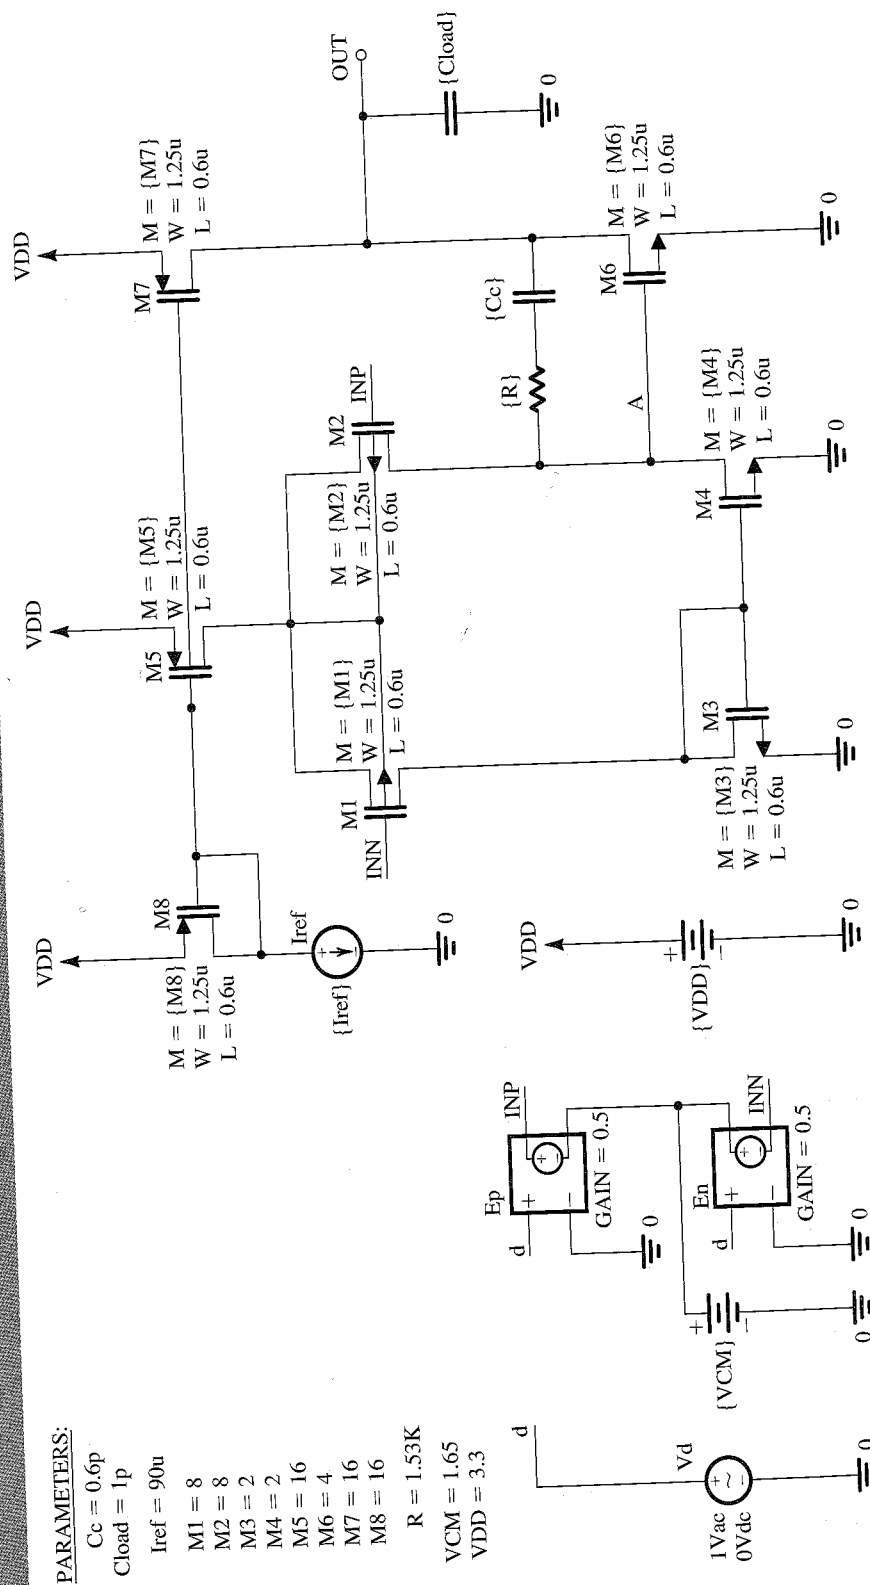 PARAMETERS:
Cc = 0.6p
Cload = 1p
Iref = 90u
M1 = 8
M2 = 8
M3 = 2
M4 = 2
M5 = 16
M6 = 4
M7 = 16
M8 = 16
R = 1.53K
VCM = 1.65
VDD = 3.3
VDD
M8
M = {M8}
W = 1.25u
L = 0.6u
Iref
{Iref}
0
VDD
M5
M = {M5}
W = 1.25u
L = 0.6u
VDD
M7
M = {M7}
W = 1.25u
L = 0.6u
OUT
{Cload}
0
INN
M1
M = {M1}
W = 1.25u
L = 0.6u
M = {M2}
W = 1.25u
L = 0.6u
M2
INP
{R}
{Cc}
A
M6
M = {M6}
W = 1.25u
L = 0.6u
0
M = {M3}
W = 1.25u
L = 0.6u
M3
0
M4
M = {M4}
W = 1.25u
L = 0.6u
0
d
Vd
1Vac
0Vdc
+
~
−
0
{VCM}
+
−
0
Ep
d
+
−
+
−
INP
GAIN = 0.5
0
En
d
+
−
+
−
INN
GAIN = 0.5
0
VDD
{VDD}
+
−
0